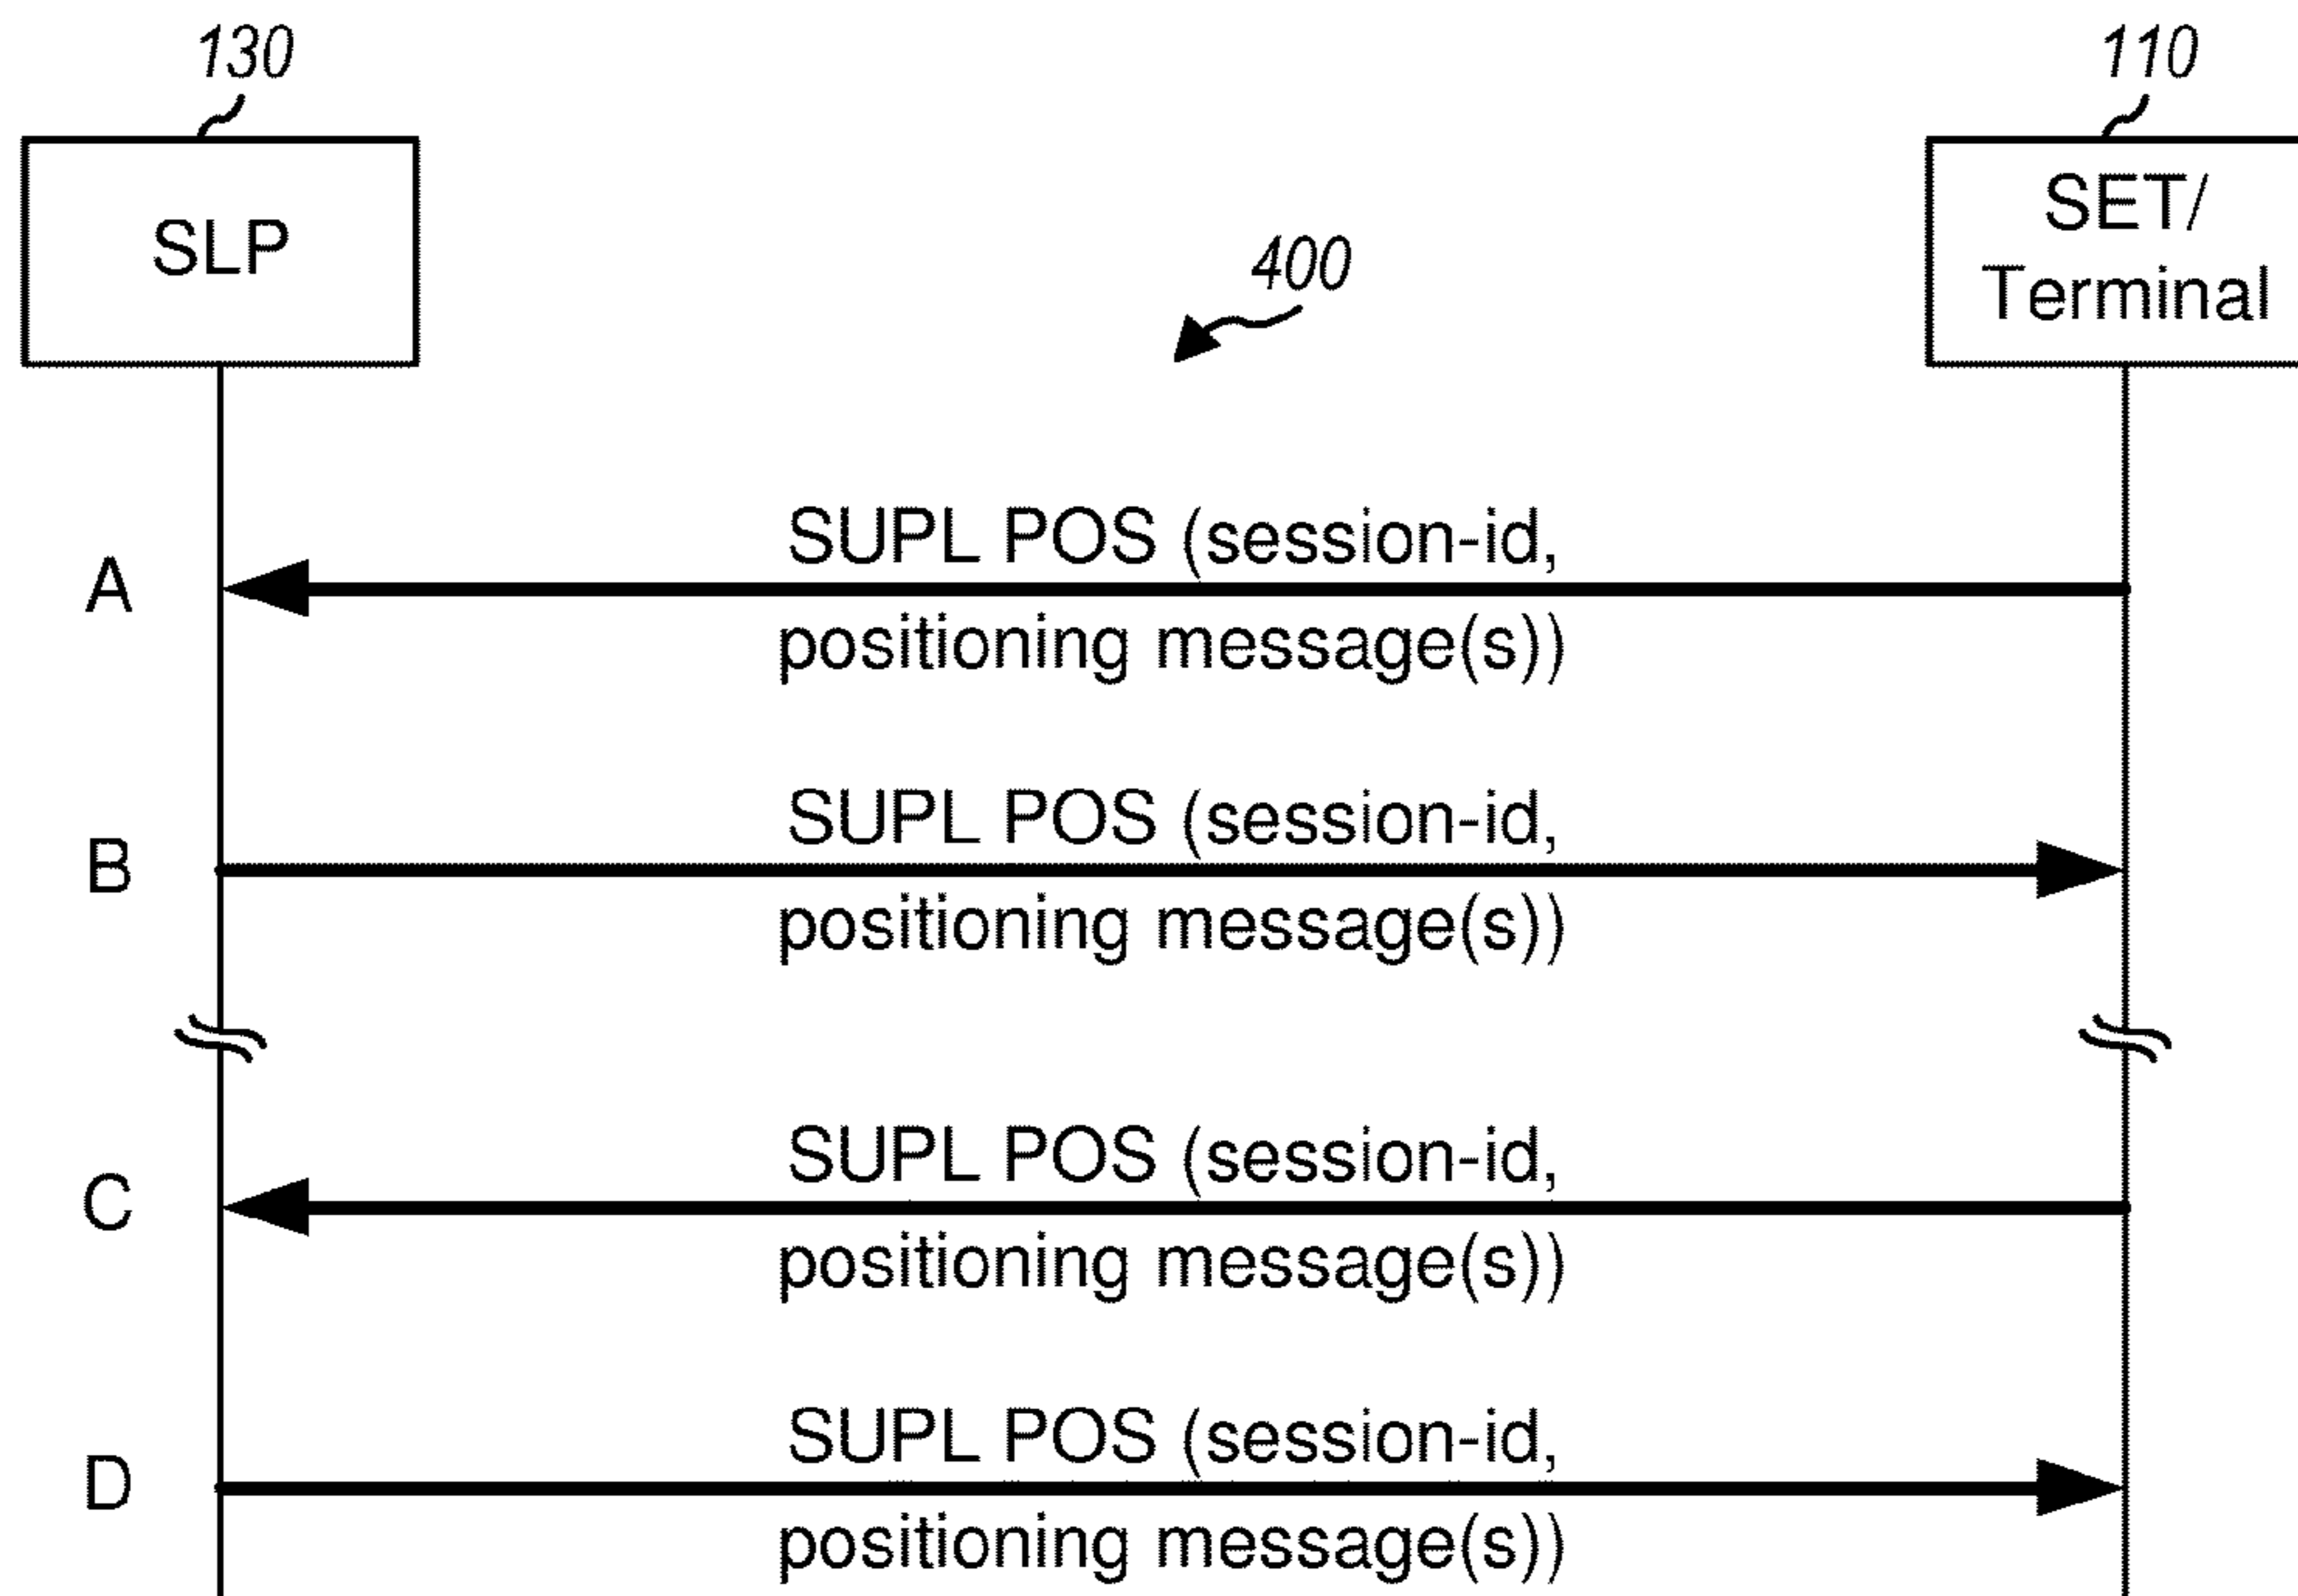 130
110
SLP
SET/
Terminal
400
SUPL POS (session-id,
A
positioning message(s))
SUPL POS (session-id,
B
positioning message(s))
SUPL POS (session-id,
C
positioning message(s))
SUPL POS (session-id,
D
positioning message(s))